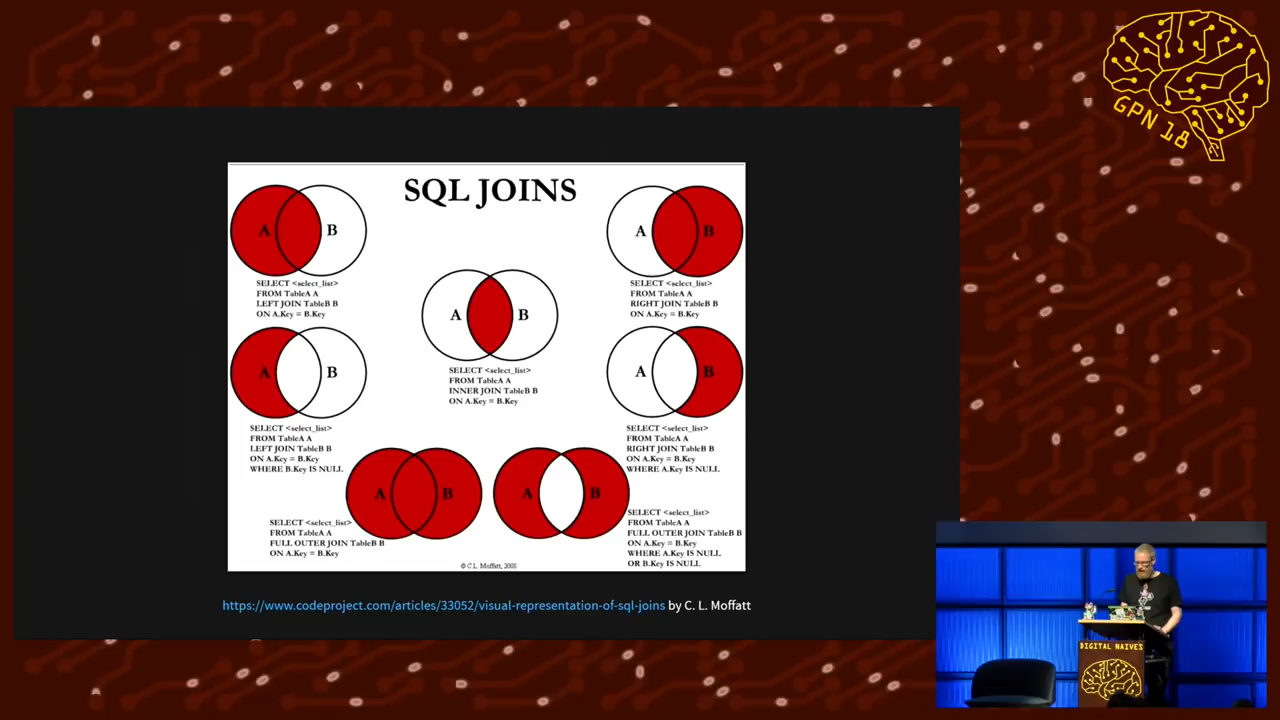 GPN 18
SQL JOINS
A
B
SELECT <select_list>
FROM TableA A
LEFT JOIN TableB B
ON A.Key = B.Key
A
B
SELECT <select_list>
FROM TableA A
RIGHT JOIN TableB B
ON A.Key = B.Key
A
B
SELECT <select_list>
FROM TableA A
INNER JOIN TableB B
ON A.Key = B.Key
A
B
SELECT <select_list>
FROM TableA A
LEFT JOIN TableB B
ON A.Key = B.Key
WHERE B.Key IS NULL
A
B
SELECT <select_list>
FROM TableA A
RIGHT JOIN TableB B
ON A.Key = B.Key
WHERE A.Key IS NULL
A
B
SELECT <select_list>
FROM TableA A
FULL OUTER JOIN TableB B
ON A.Key = B.Key
A
B
SELECT <select_list>
FROM TableA A
FULL OUTER JOIN TableB B
ON A.Key = B.Key
WHERE A.Key IS NULL
OR B.Key IS NULL
© C.L. Moffatt, 2008
https://www.codeproject.com/articles/33052/visual-representation-of-sql-joins by C. L. Moffatt
DIGITAL NAIVES